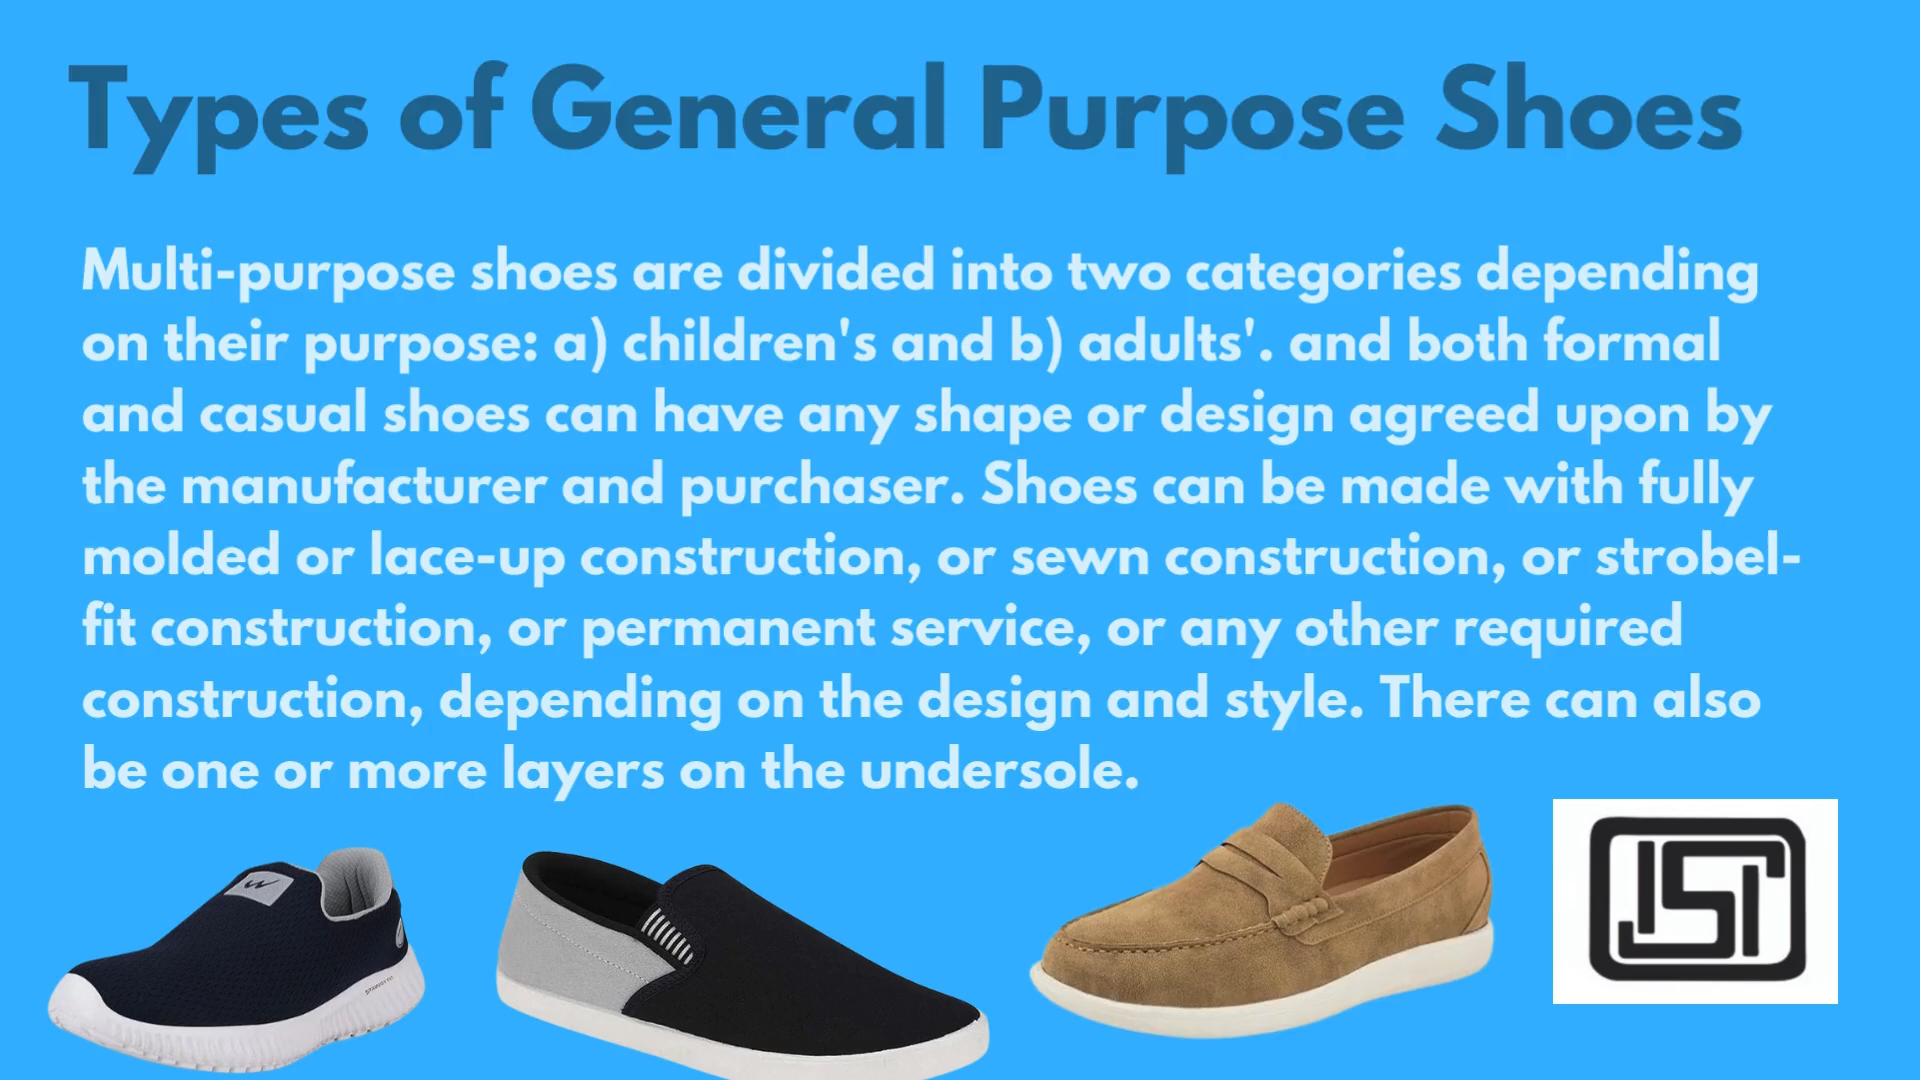 Types of General Purpose Shoes
Multi-purpose shoes are divided into two categories depending
on their purpose: a) children's and b) adults'. and both formal
and casual shoes can have any shape or design agreed upon by
the manufacturer and purchaser. Shoes can be made with fully
molded or lace-up construction, or sewn construction, or strobel-
fit construction, or permanent service, or any other required
construction, depending on the design and style. There can also
be one or more layers on the undersole.
ISI